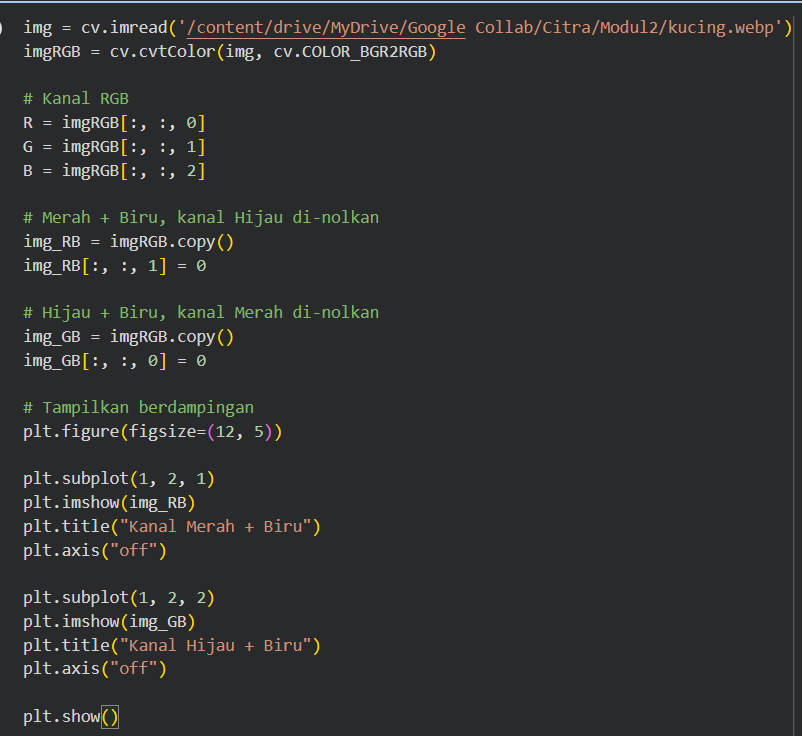 img = cv.imread('/content/drive/MyDrive/Google Collab/Citra/Modul2/kucing.webp')
imgRGB = cv.cvtColor(img, cv.COLOR_BGR2RGB)
# Kanal RGB
R = imgRGB[:, :, 0]
G = imgRGB[:, :, 1]
B = imgRGB[:, :, 2]
# Merah + Biru, kanal Hijau di-nolkan
img_RB = imgRGB.copy()
img_RB[:, :, 1] = 0
# Hijau + Biru, kanal Merah di-nolkan
img_GB = imgRGB.copy()
img_GB[:, :, 0] = 0
# Tampilkan berdampingan
plt.figure(figsize=(12, 5))
plt.subplot(1, 2, 1)
plt.imshow(img_RB)
plt.title("Kanal Merah + Biru")
plt.axis("off")
plt.subplot(1, 2, 2)
plt.imshow(img_GB)
plt.title("Kanal Hijau + Biru")
plt.axis("off")
plt.show()